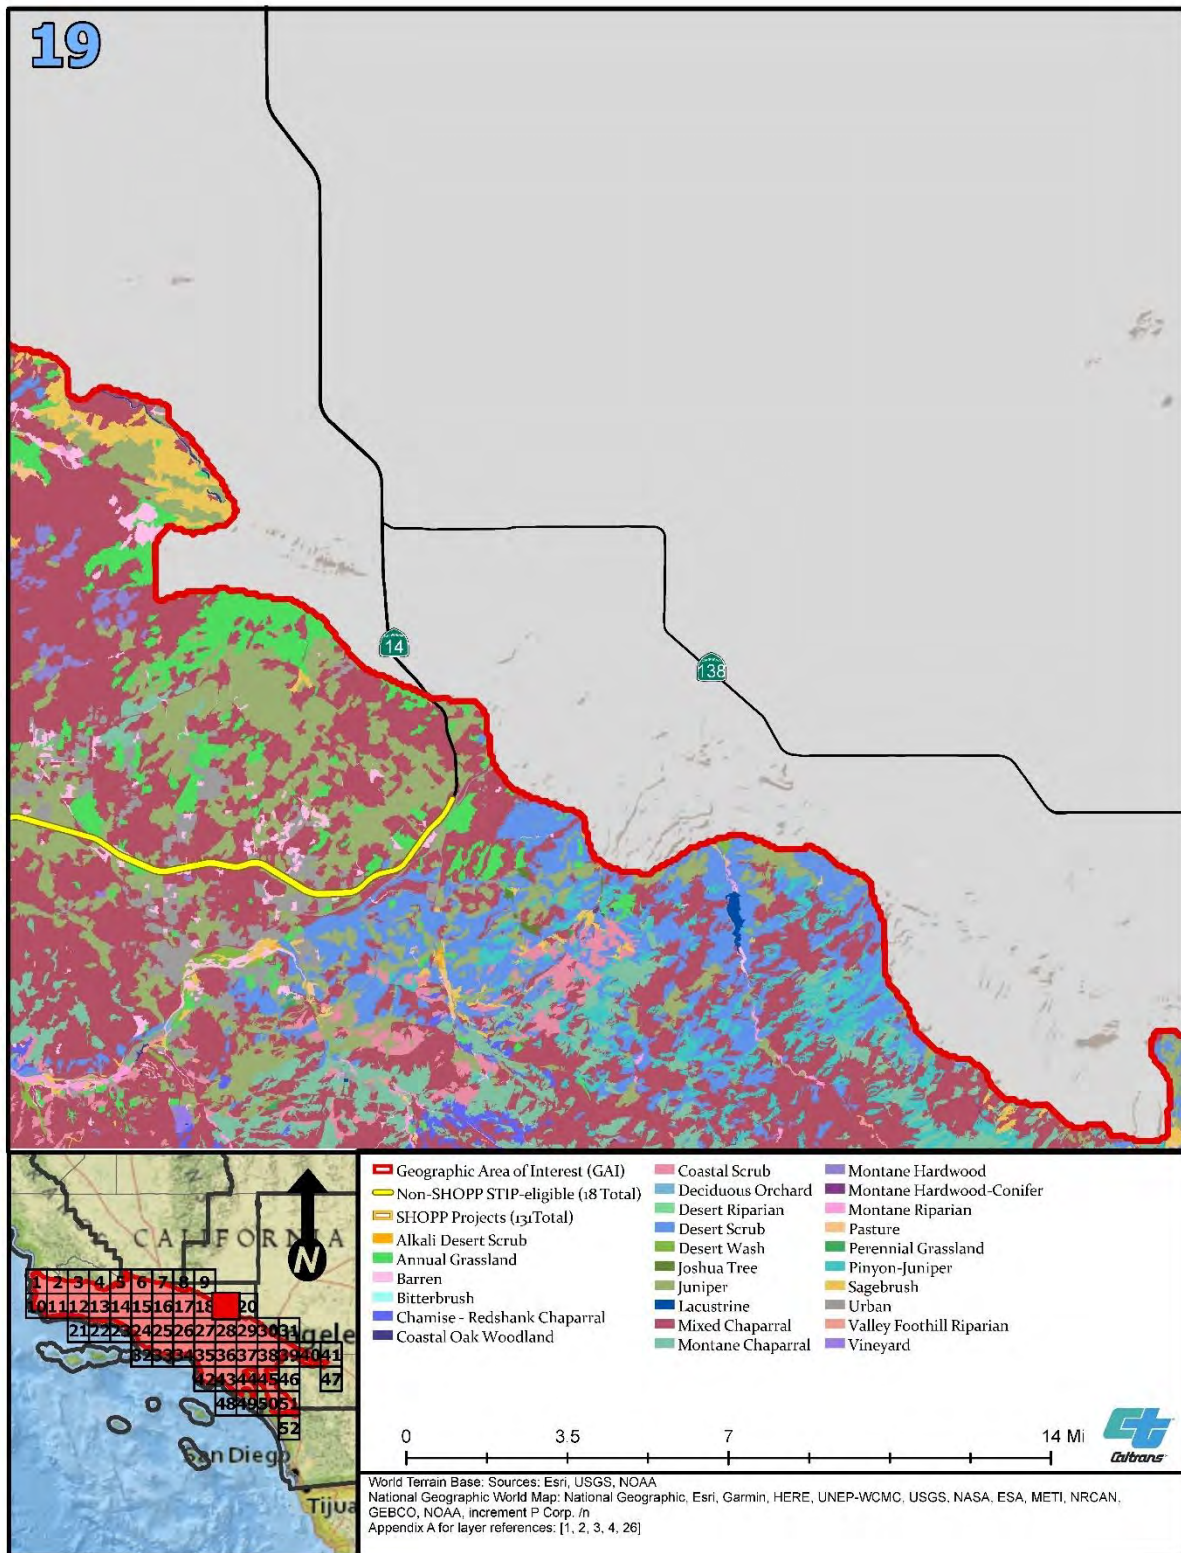 19
14
138
CALIFORNIA
1 2 3 4 5 6 7 8 9
10 11 12 13 14 15 16 17 18 20
21 22 23 24 25 26 27 28 29 30 31
32 33 34 35 36 37 38 39 40 41
42 43 44 45 46 47
48 49 50 51
52
San Diego
N
Geographic Area of Interest (GAI)
Non-SHOPP STIP-eligible (18 Total)
SHOPP Projects (131Total)
Alkali Desert Scrub
Annual Grassland
Barren
Bitterbrush
Chamise - Redshank Chaparral
Coastal Oak Woodland
Coastal Scrub
Deciduous Orchard
Desert Riparian
Desert Scrub
Desert Wash
Joshua Tree
Juniper
Lacustrine
Mixed Chaparral
Montane Chaparral
Montane Hardwood
Montane Hardwood-Conifer
Montane Riparian
Pasture
Perennial Grassland
Pinyon-Juniper
Sagebrush
Urban
Valley Foothill Riparian
Vineyard
0 3.5 7 14 Mi
Caltrans
World Terrain Base: Sources: Esri, USGS, NOAA
National Geographic World Map: National Geographic, Esri, Garmin, HERE, UNEP-WCMC, USGS, NASA, ESA, METI, NRCAN,
GEBCO, NOAA, increment P Corp. /n
Appendix A for layer references: [1, 2, 3, 4, 26]